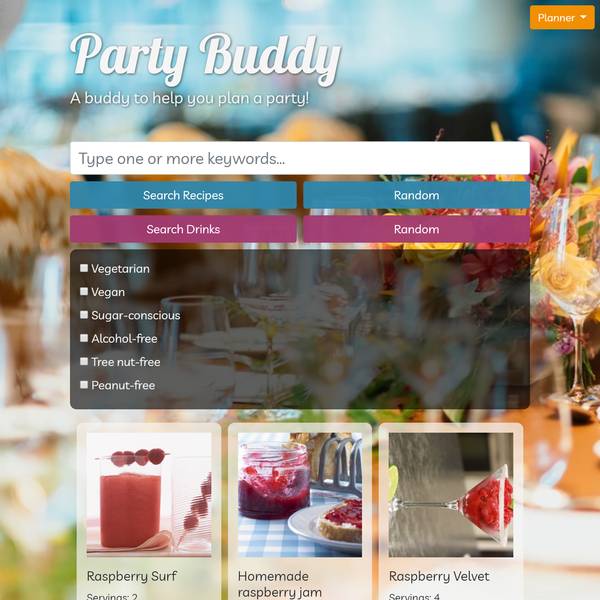 Planner
Party Buddy
A buddy to help you plan a party!
Type one or more keywords...
Search Recipes
Random
Search Drinks
Random
Vegetarian
Vegan
Sugar-conscious
Alcohol-free
Tree nut-free
Peanut-free
Raspberry Surf
Servings: 2
Homemade
raspberry jam
Raspberry Velvet
Servings: 4